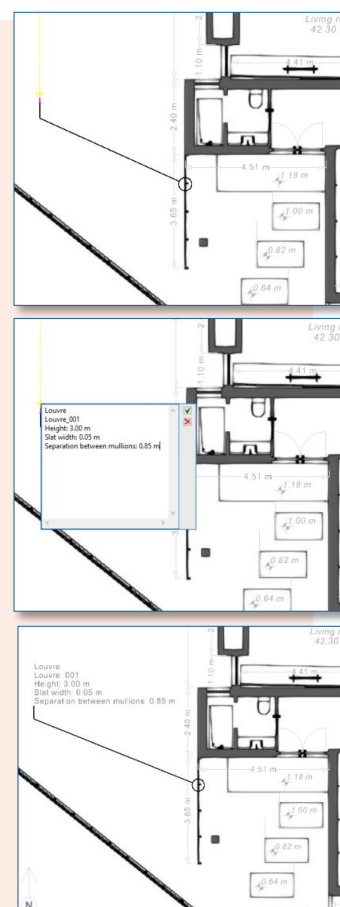 Living r
42.30
1.10 m
4.41 m
2.40 m
4.51 m
1.18 m
3.65 m
1.00 m
0.82 m
0.64 m
Living r
42.30
4.41 m
Louvre
Louvre_001
Height: 3.00 m
Slat width: 0.05 m
Separation between mullions: 0.85 m
4.51 m
1.18 m
1.00 m
0.82 m
0.64 m
Living r
42.30
Louvre
Louvre_001
Height: 3.00 m
Slat width: 0.05 m
Separation between mullions: 0.85 m
1.10 m
4.41 m
2.40 m
4.51 m
1.18 m
3.65 m
1.00 m
0.82 m
0.64 m
N